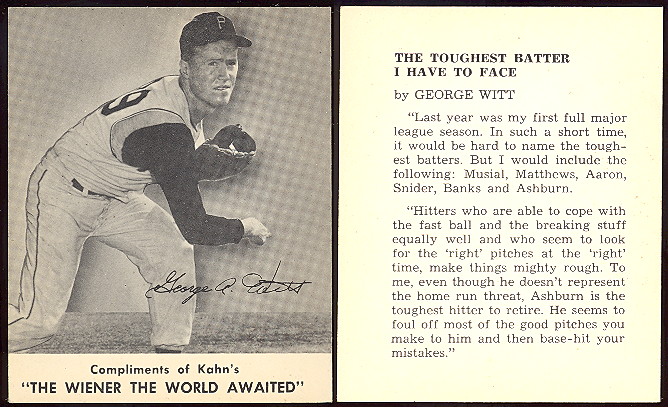 P
9
George A. Witt
Compliments of Kahn's
"THE WIENER THE WORLD AWAITED"
THE TOUGHEST BATTER
I HAVE TO FACE
by GEORGE WITT
"Last year was my first full major
league season. In such a short time,
it would be hard to name the tough-
est batters. But I would include the
following: Musial, Matthews, Aaron,
Snider, Banks and Ashburn.
"Hitters who are able to cope with
the fast ball and the breaking stuff
equally well and who seem to look
for the 'right' pitches at the 'right'
time, make things mighty rough. To
me, even though he doesn't represent
the home run threat, Ashburn is the
toughest hitter to retire. He seems to
foul off most of the good pitches you
make to him and then base-hit your
mistakes."